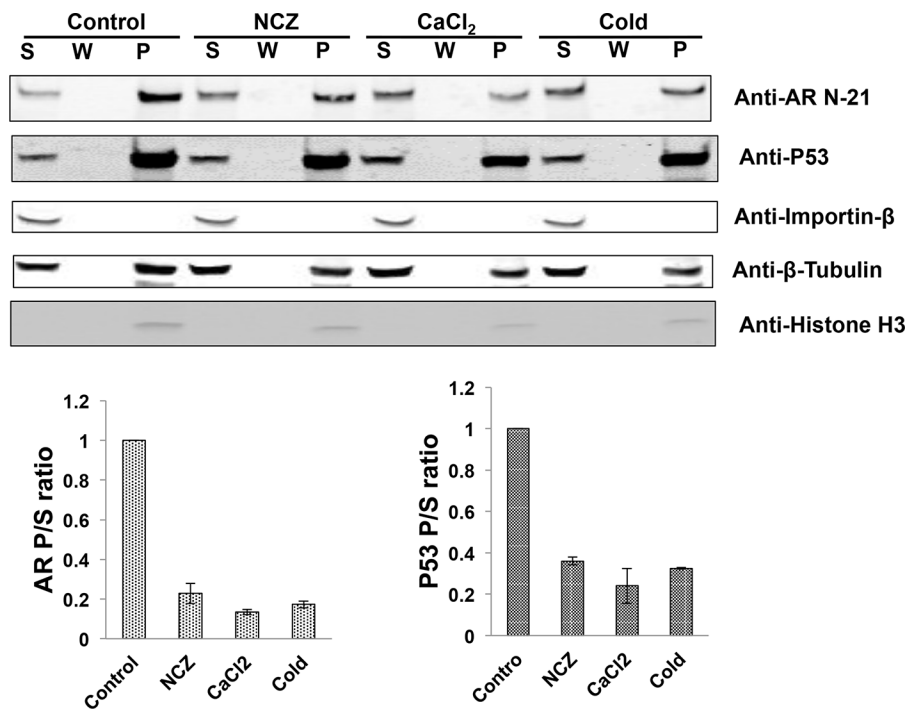 Control NCZ CaCl2 Cold
S W P S W P S W P S W P
Anti-AR N-21
Anti-P53
Anti-Importin-β
Anti-β-Tubulin
Anti-Histone H3
AR P/S ratio
1.2
1
0.8
0.6
0.4
0.2
0
Control NCZ CaCl2 Cold
P53 P/S ratio
1.2
1
0.8
0.6
0.4
0.2
0
Contro NCZ CaCl2 Cold